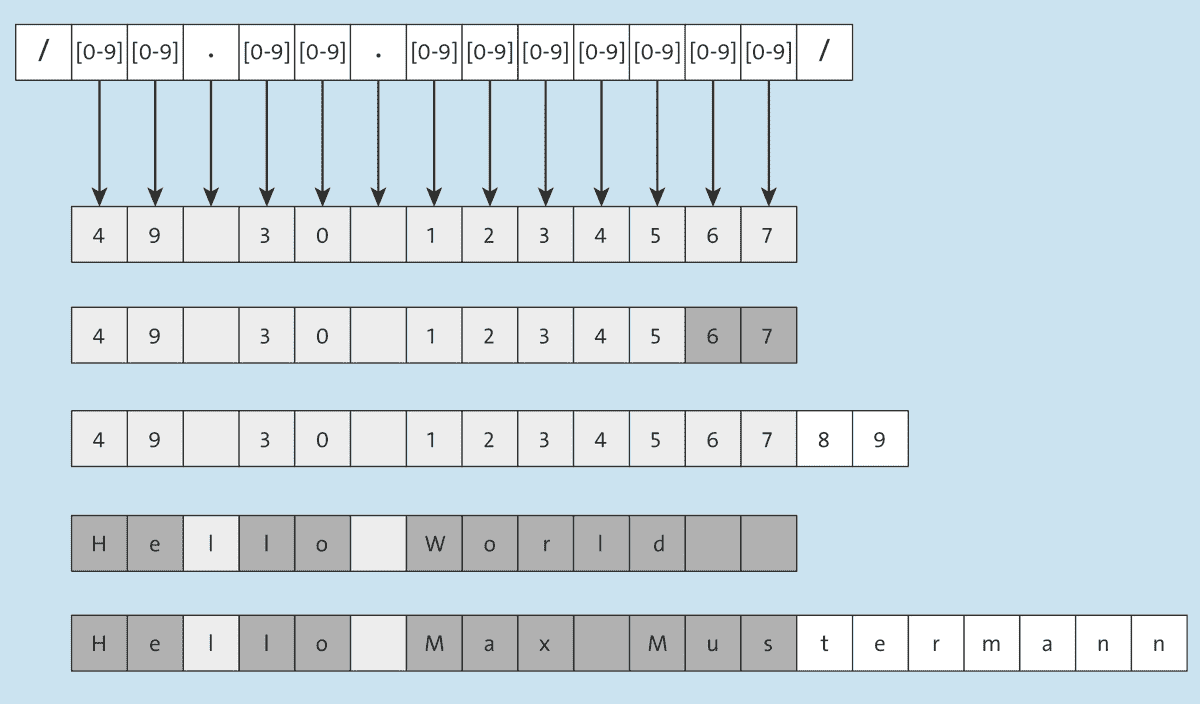 / [0-9] [0-9] . [0-9] [0-9] . [0-9] [0-9] [0-9] [0-9] [0-9] [0-9] [0-9] /
4 9 3 0 1 2 3 4 5 6 7
4 9 3 0 1 2 3 4 5 6 7
4 9 3 0 1 2 3 4 5 6 7 8 9
H e l l o W o r l d
H e l l o M a x M u s t e r m a n n